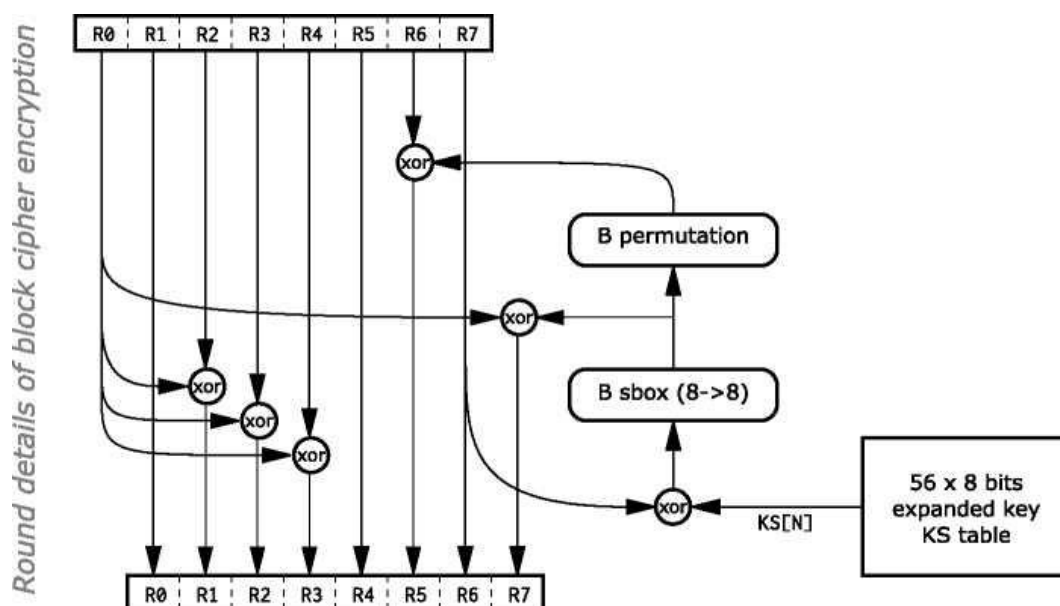 Round details of block cipher encryption
R0 R1 R2 R3 R4 R5 R6 R7
xor
B permutation
xor
xor
B sbox (8->8)
xor
xor
56 x 8 bits
expanded key
KS table
xor
KS[N]
R0 R1 R2 R3 R4 R5 R6 R7